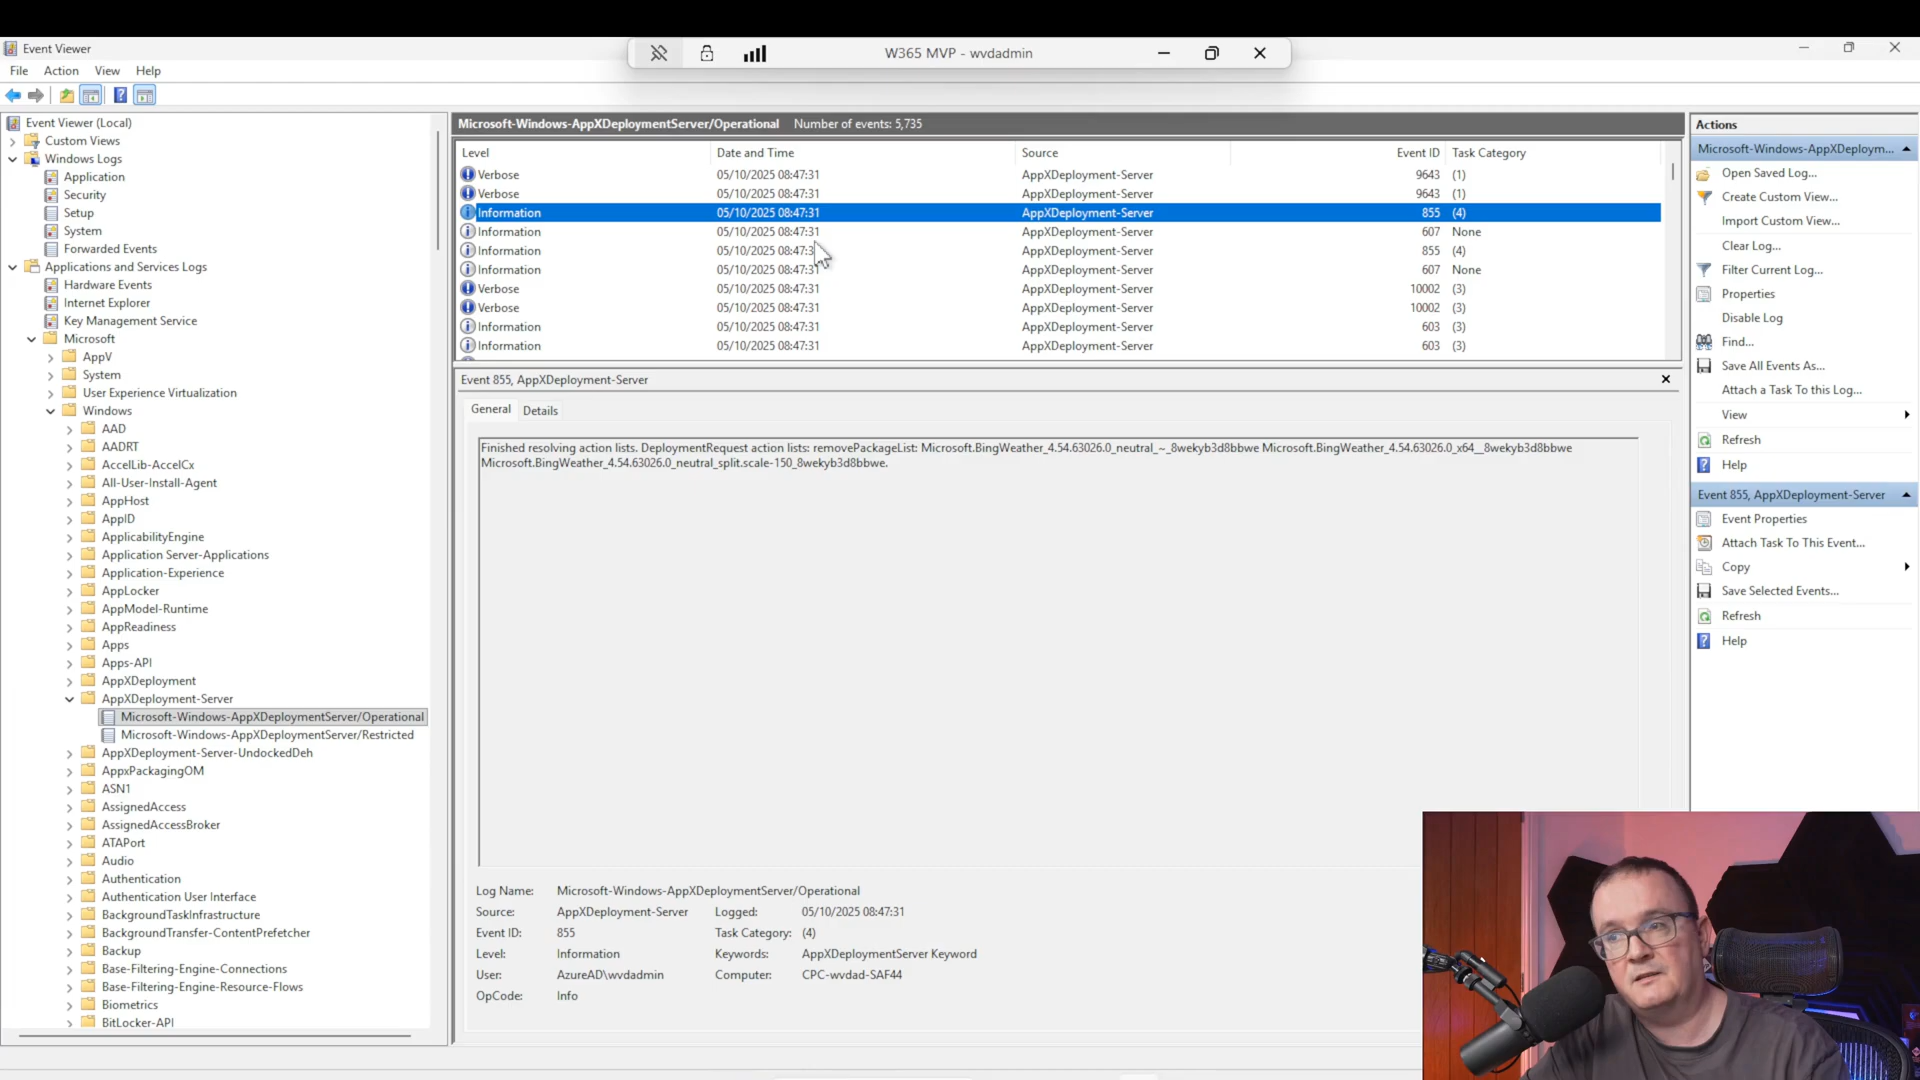 Event Viewer
W365 MVP - wvdadmin
File Action View Help
Event Viewer (Local)
Custom Views
Windows Logs
Application
Security
Setup
System
Forwarded Events
Applications and Services Logs
Hardware Events
Internet Explorer
Key Management Service
Microsoft
AppV
System
User Experience Virtualization
Windows
AAD
AADRT
AccelLib-AccelCx
All-User-Install-Agent
AppHost
AppID
ApplicabilityEngine
Application Server-Applications
Application-Experience
AppLocker
AppModel-Runtime
AppReadiness
Apps
Apps-API
AppXDeployment
AppXDeployment-Server
Microsoft-Windows-AppXDeploymentServer/Operational
Microsoft-Windows-AppXDeploymentServer/Restricted
AppXDeployment-Server-UndockedDeh
AppxPackagingOM
ASN1
AssignedAccess
AssignedAccessBroker
ATAPort
Audio
Authentication
Authentication User Interface
BackgroundTaskInfrastructure
BackgroundTransfer-ContentPrefetcher
Backup
Base-Filtering-Engine-Connections
Base-Filtering-Engine-Resource-Flows
Biometrics
BitLocker-API
Microsoft-Windows-AppXDeploymentServer/Operational Number of events: 5,735
Level Date and Time Source Event ID Task Category
Verbose 05/10/2025 08:47:31 AppXDeployment-Server 9643 (1)
Verbose 05/10/2025 08:47:31 AppXDeployment-Server 9643 (1)
Information 05/10/2025 08:47:31 AppXDeployment-Server 855 (4)
Information 05/10/2025 08:47:31 AppXDeployment-Server 607 None
Information 05/10/2025 08:47:3 AppXDeployment-Server 855 (4)
Information 05/10/2025 08:47:31 AppXDeployment-Server 607 None
Verbose 05/10/2025 08:47:31 AppXDeployment-Server 10002 (3)
Verbose 05/10/2025 08:47:31 AppXDeployment-Server 10002 (3)
Information 05/10/2025 08:47:31 AppXDeployment-Server 603 (3)
Information 05/10/2025 08:47:31 AppXDeployment-Server 603 (3)
Event 855, AppXDeployment-Server
General Details
Finished resolving action lists. DeploymentRequest action lists: removePackageList: Microsoft.BingWeather_4.54.63026.0_neutral_~_8wekyb3d8bbwe Microsoft.BingWeather_4.54.63026.0_x64__8wekyb3d8bbwe
Microsoft.BingWeather_4.54.63026.0_neutral_split.scale-150_8wekyb3d8bbwe.
Log Name: Microsoft-Windows-AppXDeploymentServer/Operational
Source: AppXDeployment-Server Logged: 05/10/2025 08:47:31
Event ID: 855 Task Category: (4)
Level: Information Keywords: AppXDeploymentServer Keyword
User: AzureAD\wvdadmin Computer: CPC-wvdad-SAF44
OpCode: Info
Actions
Microsoft-Windows-AppXDeploym...
Open Saved Log...
Create Custom View...
Import Custom View...
Clear Log...
Filter Current Log...
Properties
Disable Log
Find...
Save All Events As...
Attach a Task To this Log...
View
Refresh
Help
Event 855, AppXDeployment-Server
Event Properties
Attach Task To This Event...
Copy
Save Selected Events...
Refresh
Help